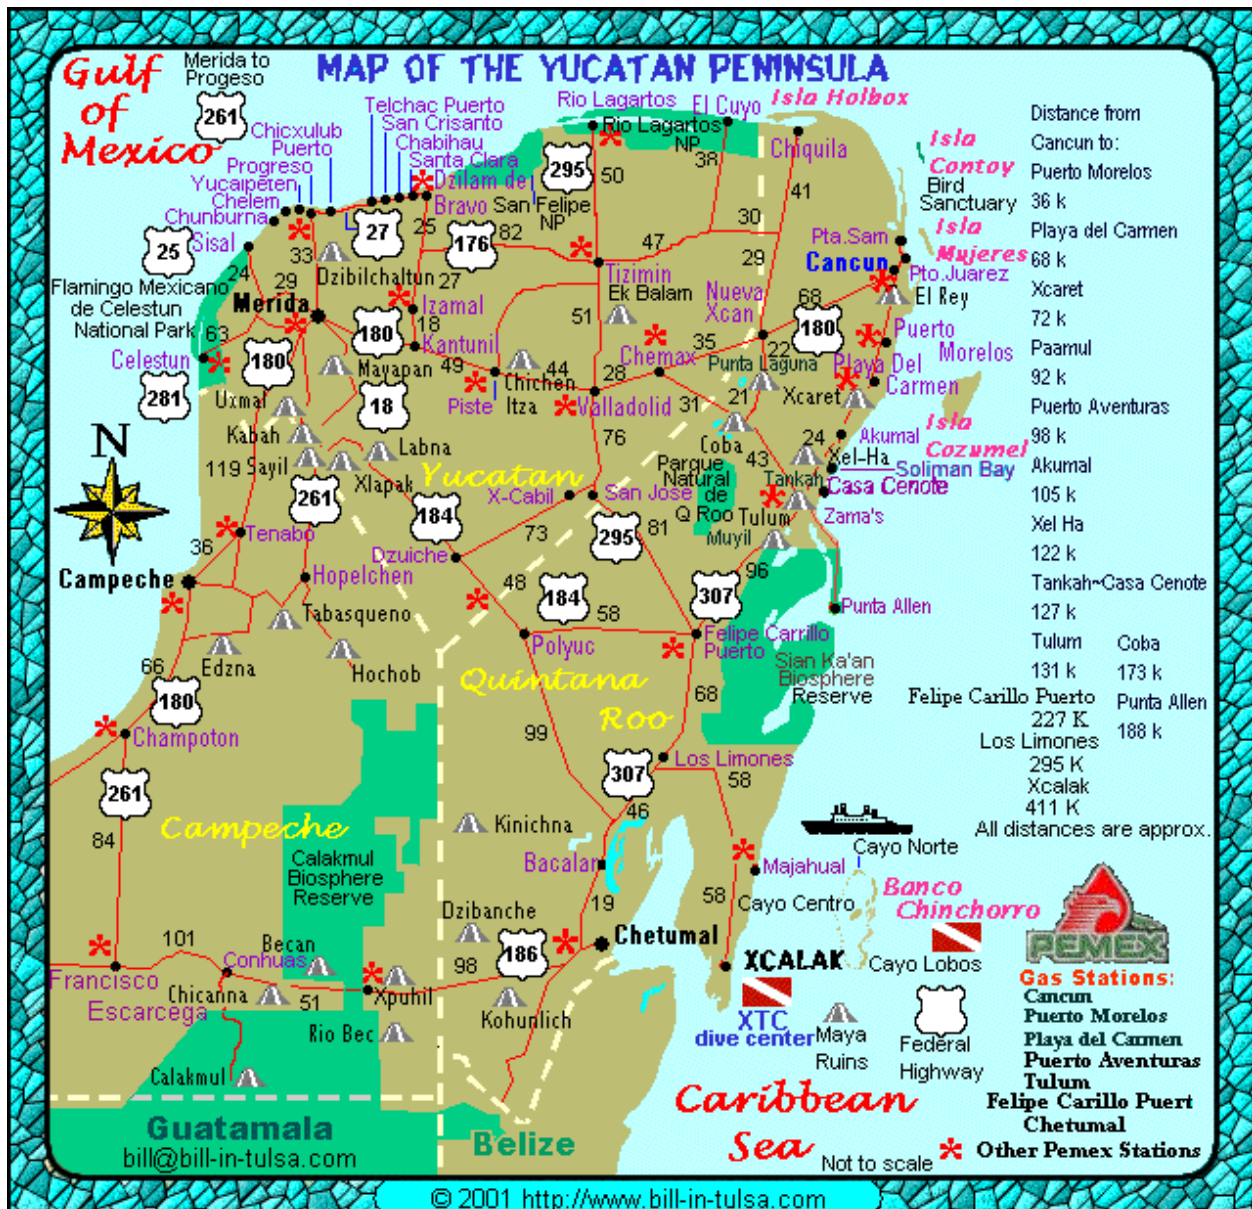 MAP OF THE YUCATAN PENINSULA
Gulf
of
Mexico
Merida to
Progeso
261
Telchac Puerto
San Crisanto
Chicxulub
Puerto
Chabihau
Progreso
Santa Clara
Yucalpeten
Dzilam de
Bravo
Chelem
Chunburna
Sisal
25
27
33
24
29
Dzibilchaltun
Flamingo Mexicano
de Celestun
National Park
63
Celestun
281
Merida
Rio Lagartos
El Cuyo
Isla Holbox
Rio Lagartos
NP
295
50
38
Chiquila
41
San Felipe
NP
25
176
82
47
30
27
Tizimin
Ek Balam
29
51
Nueva
Xcan
Izamal
18
Kantunil
180
180
Mayapan
18
49
Piste
Chichen
Itza
44
28
Valladolid
Chemax
35
31
Isla
Contoy
Bird
Sanctuary
Isla
Mujeres
Pta.Sam
Cancun
Pto.Juarez
El Rey
68
180
22
Punta Laguna
Puerto
Morelos
Playa Del
Carmen
Xcaret
21
Coba
43
24
Akumal
Isla
Cozumel
Xel-Ha
Soliman Bay
Tankah
Casa Cenote
Tulum
Zama's
Muyil
96
Punta Allen
Uxmal
Kabah
119
Sayil
Labna
Xlapak
261
Yucatan
184
76
X-Cabil
San Jose
73
295
81
Parque
Natural
de
Q Roo
N
36
Tenabo
Campeche
Hopelchen
Dzuiche
48
184
58
307
Tabasqueno
Edzna
Hochob
Polyuc
Felipe Carrillo
Puerto
Sian Ka'an
Biosphere
Reserve
66
180
Champoton
Quintana
Roo
68
99
Los Limones
307
46
58
261
84
Campeche
Calakmul
Biosphere
Reserve
Kinichna
Bacalar
Majahual
58
19
Dzibanche
Chetumal
186
98
Kohunlich
XCALAK
XTC
dive center
101
Becan
Conhuas
Francisco
Escarcega
Chicanna
51
Xpuhil
Rio Bec
Calakmul
Guatamala
bill@bill-in-tulsa.com
Belize
Cayo Norte
Cayo Centro
Banco
Chinchorro
Cayo Lobos
Maya
Ruins
Federal
Highway
Caribbean
Sea
Not to scale
Distance from
Cancun to:
Puerto Morelos
36 k
Playa del Carmen
68 k
Xcaret
72 k
Paamul
92 k
Puerto Aventuras
98 k
Akumal
105 k
Xel Ha
122 k
Tankah~Casa Cenote
127 k
Tulum
131 k
Coba
173 k
Felipe Carillo Puerto
227 K
Punta Allen
188 k
Los Limones
295 K
Xcalak
411 K
All distances are approx.
PEMEX
Gas Stations:
Cancun
Puerto Morelos
Playa del Carmen
Puerto Aventuras
Tulum
Felipe Carillo Puert
Chetumal
Other Pemex Stations
© 2001 http://www.bill-in-tulsa.com